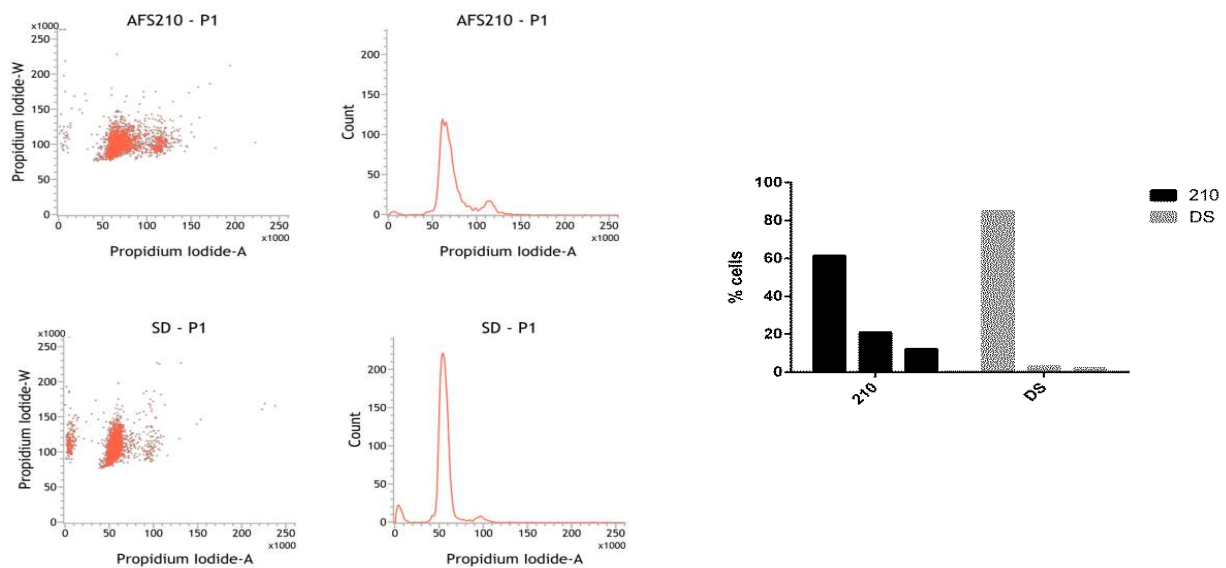 AFS210 - P1
x1000
250
200
150
100
50
0
Propidium Iodide-W
0 50 100 150 200 250
x1000
Propidium Iodide-A
AFS210 - P1
200
150
100
50
0
Count
0 50 100 150 200 250
x1000
Propidium Iodide-A
SD - P1
x1000
250
200
150
100
50
0
Propidium Iodide-W
0 50 100 150 200 250
x1000
Propidium Iodide-A
SD - P1
200
150
100
50
0
Count
0 50 100 150 200 250
x1000
Propidium Iodide-A
100
80
60
40
20
0
% cells
210 DS
210
DS